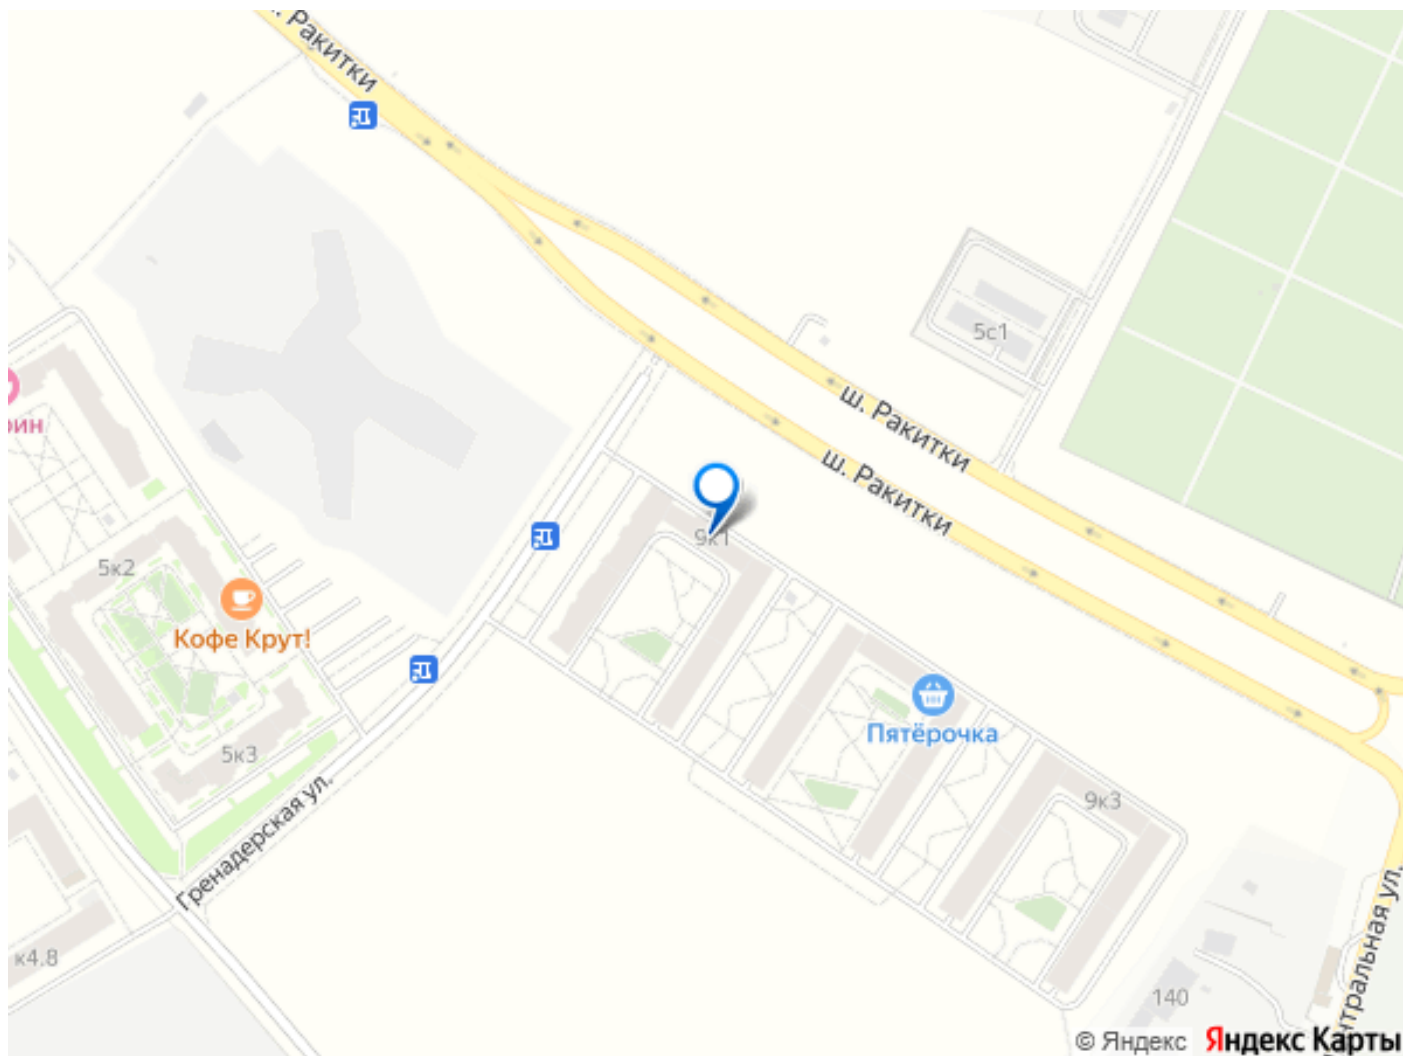 ш. Ракитки
5с1
ш. Ракитки
ш. Ракитки
9к1
5к2
Кофе Крут!
Пятёрочка
5к3
9к3
Гренадерская ул.
к4.8
140
© Яндекс
Яндекс Карты